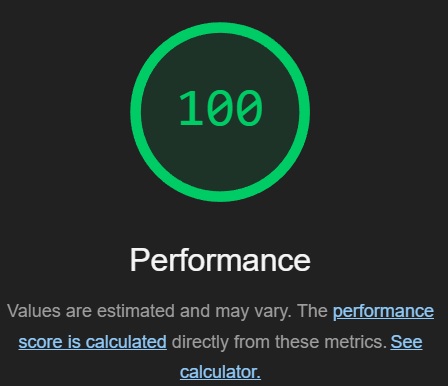 100
Performance
Values are estimated and may vary. The performance
score is calculated directly from these metrics. See
calculator.